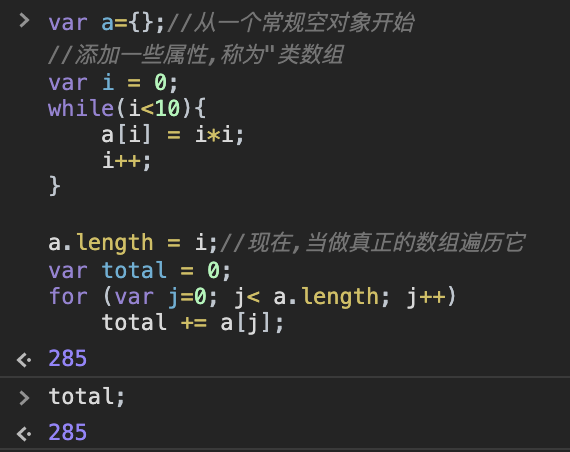 var a={};//从一个常规空对象开始
//添加一些属性,称为"类数组
var i = 0;
while(i<10){
    a[i] = i*i;
    i++;
}
a.length = i;//现在,当做真正的数组遍历它
var total = 0;
for (var j=0; j< a.length; j++)
    total += a[j];
285
total;
285